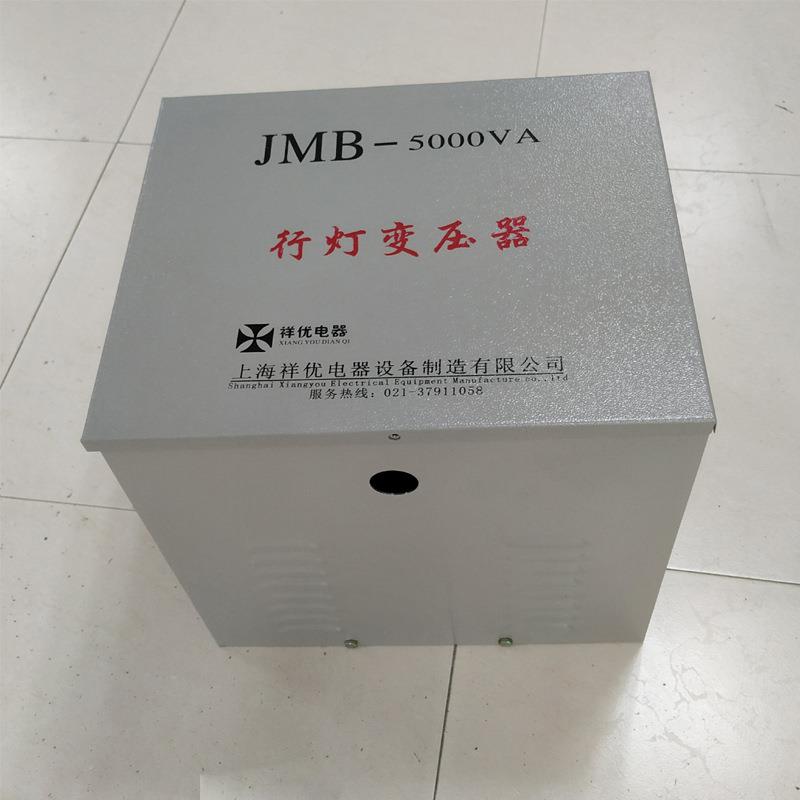 JMB-5000VA
行灯变压器
祥优电器
XIANG YOU DIAN QI
上海祥优电器设备制造有限公司
Shanghai Xiangyou Electrical Equipment Manufacture co.,ltd
服务热线：021-37911058